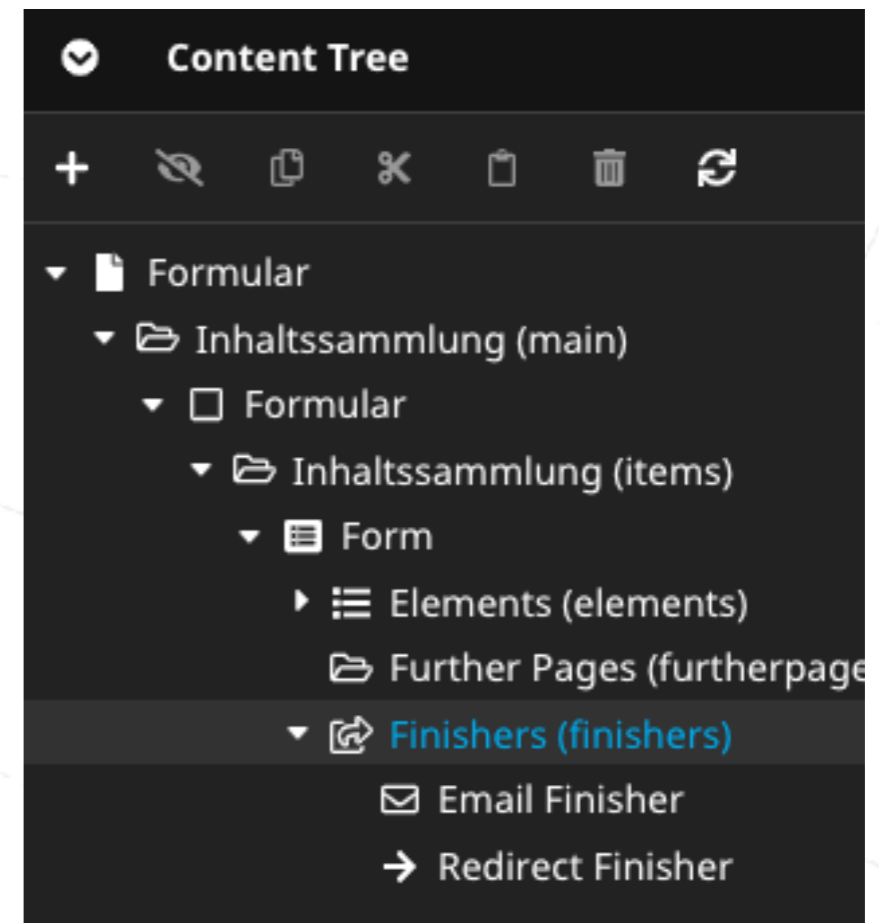 Content Tree
Formular
Inhaltssammlung (main)
Formular
Inhaltssammlung (items)
Form
Elements (elements)
Further Pages (furtherpage
Finishers (finishers)
Email Finisher
Redirect Finisher